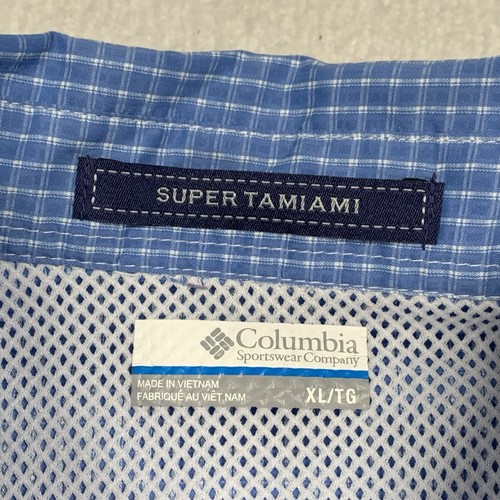 SUPER TAMIAMI
Columbia
Sportswear Company
MADE IN VIETNAM
FABRIQUÉ AU VIÊT NAM
XL/TG